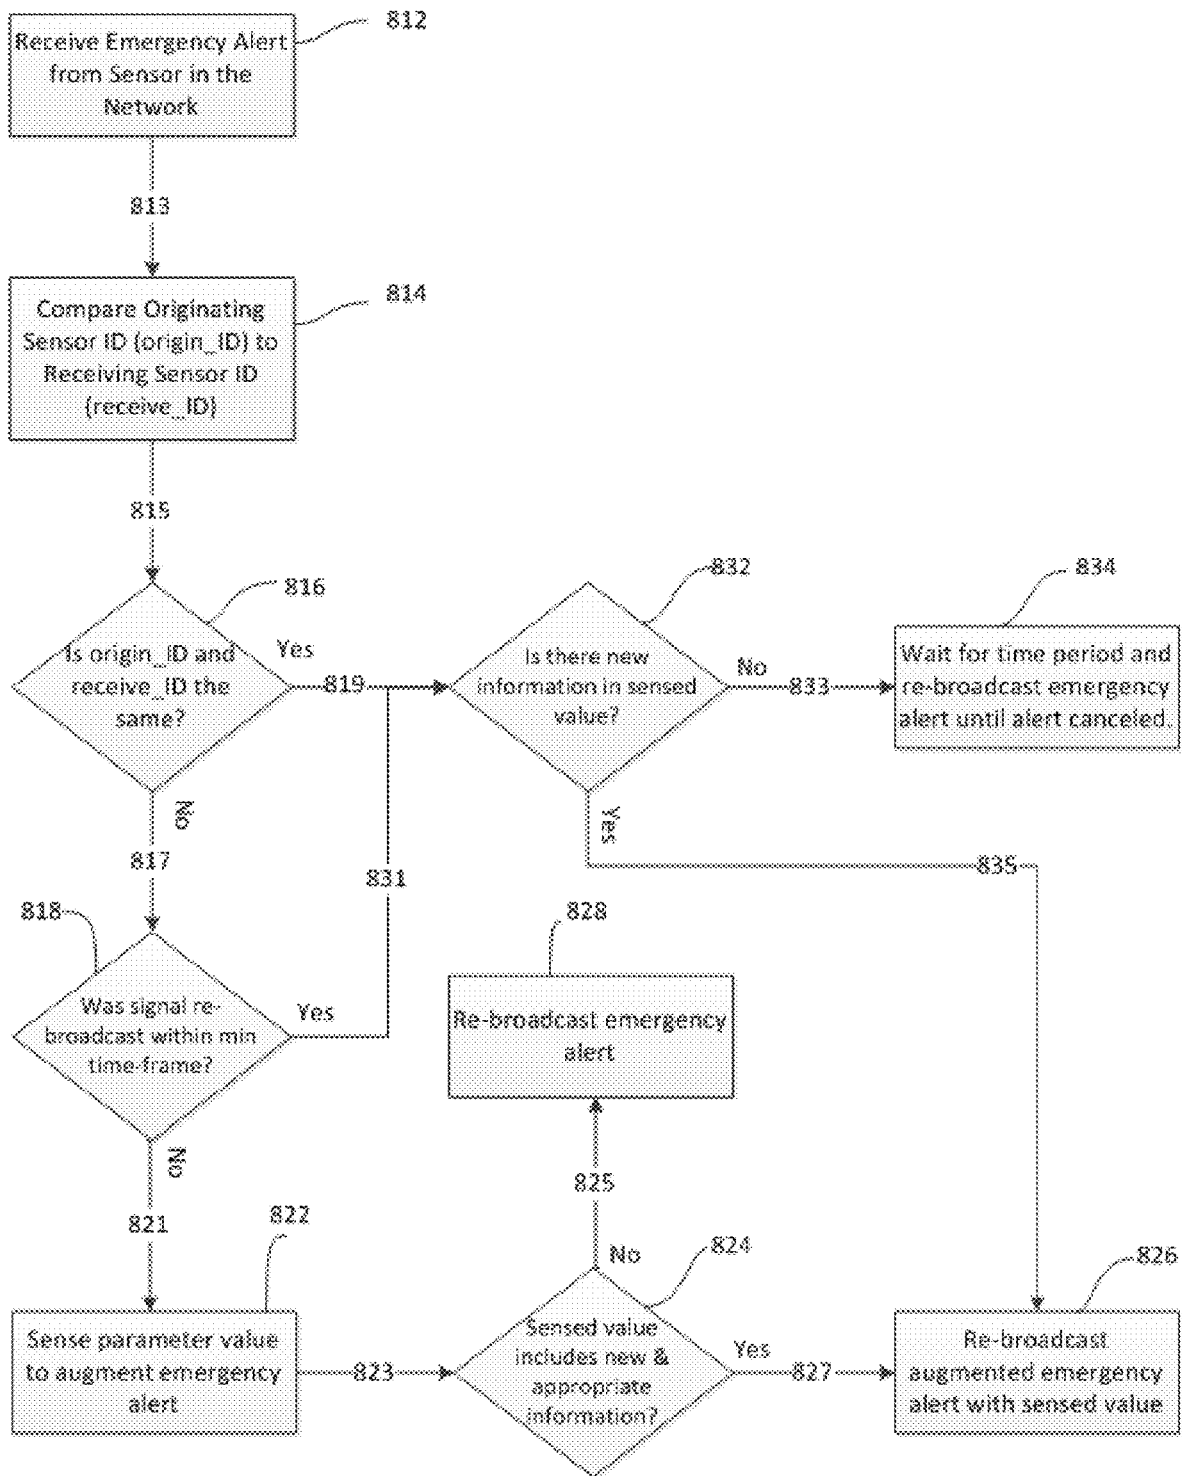 812
Receive Emergency Alert
from Sensor in the
Network
813
814
Compare Originating
Sensor ID (origin_ID) to
Receiving Sensor ID
(receive_ID)
815
816
Is origin_ID and
receive_ID the
same?
Yes
819
832
Is there new
information in sensed
value?
No
833
834
Wait for time period and
re-broadcast emergency
alert until alert canceled.
No
817
831
Yes
835
818
Was signal re-
broadcast within min
time-frame?
Yes
828
Re-broadcast emergency
alert
No
821
825
822
Sense parameter value
to augment emergency
alert
823
No
824
Sensed value
includes new &
appropriate
information?
Yes
827
826
Re-broadcast
augmented emergency
alert with sensed value